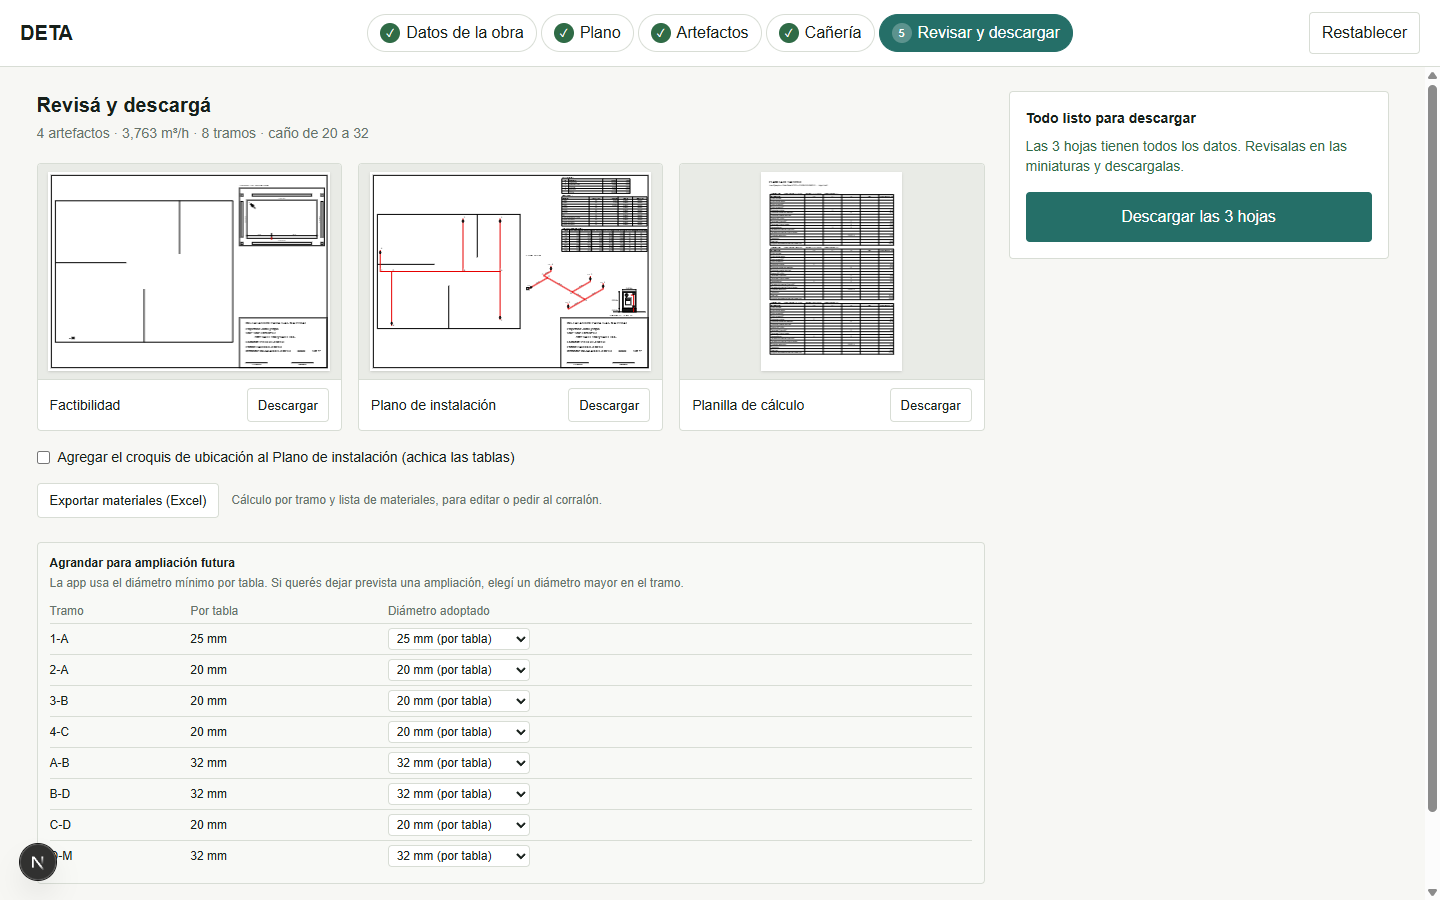 DETA
✓ Datos de la obra
✓ Plano
✓ Artefactos
✓ Cañería
5 Revisar y descargar
Restablecer
Revisá y descargá
4 artefactos · 3,763 m³/h · 8 tramos · caño de 20 a 32
Factibilidad
Descargar
Plano de instalación
Descargar
Planilla de cálculo
Descargar
Todo listo para descargar
Las 3 hojas tienen todos los datos. Revisalas en las
miniaturas y descargalas.
Descargar las 3 hojas
Agregar el croquis de ubicación al Plano de instalación (achica las tablas)
Exportar materiales (Excel)
Cálculo por tramo y lista de materiales, para editar o pedir al corralón.
Agrandar para ampliación futura
La app usa el diámetro mínimo por tabla. Si querés dejar prevista una ampliación, elegí un diámetro mayor en el tramo.
Tramo Por tabla Diámetro adoptado
1-A 25 mm 25 mm (por tabla)
2-A 20 mm 20 mm (por tabla)
3-B 20 mm 20 mm (por tabla)
4-C 20 mm 20 mm (por tabla)
A-B 32 mm 32 mm (por tabla)
B-D 32 mm 32 mm (por tabla)
C-D 20 mm 20 mm (por tabla)
-M 32 mm 32 mm (por tabla)
N